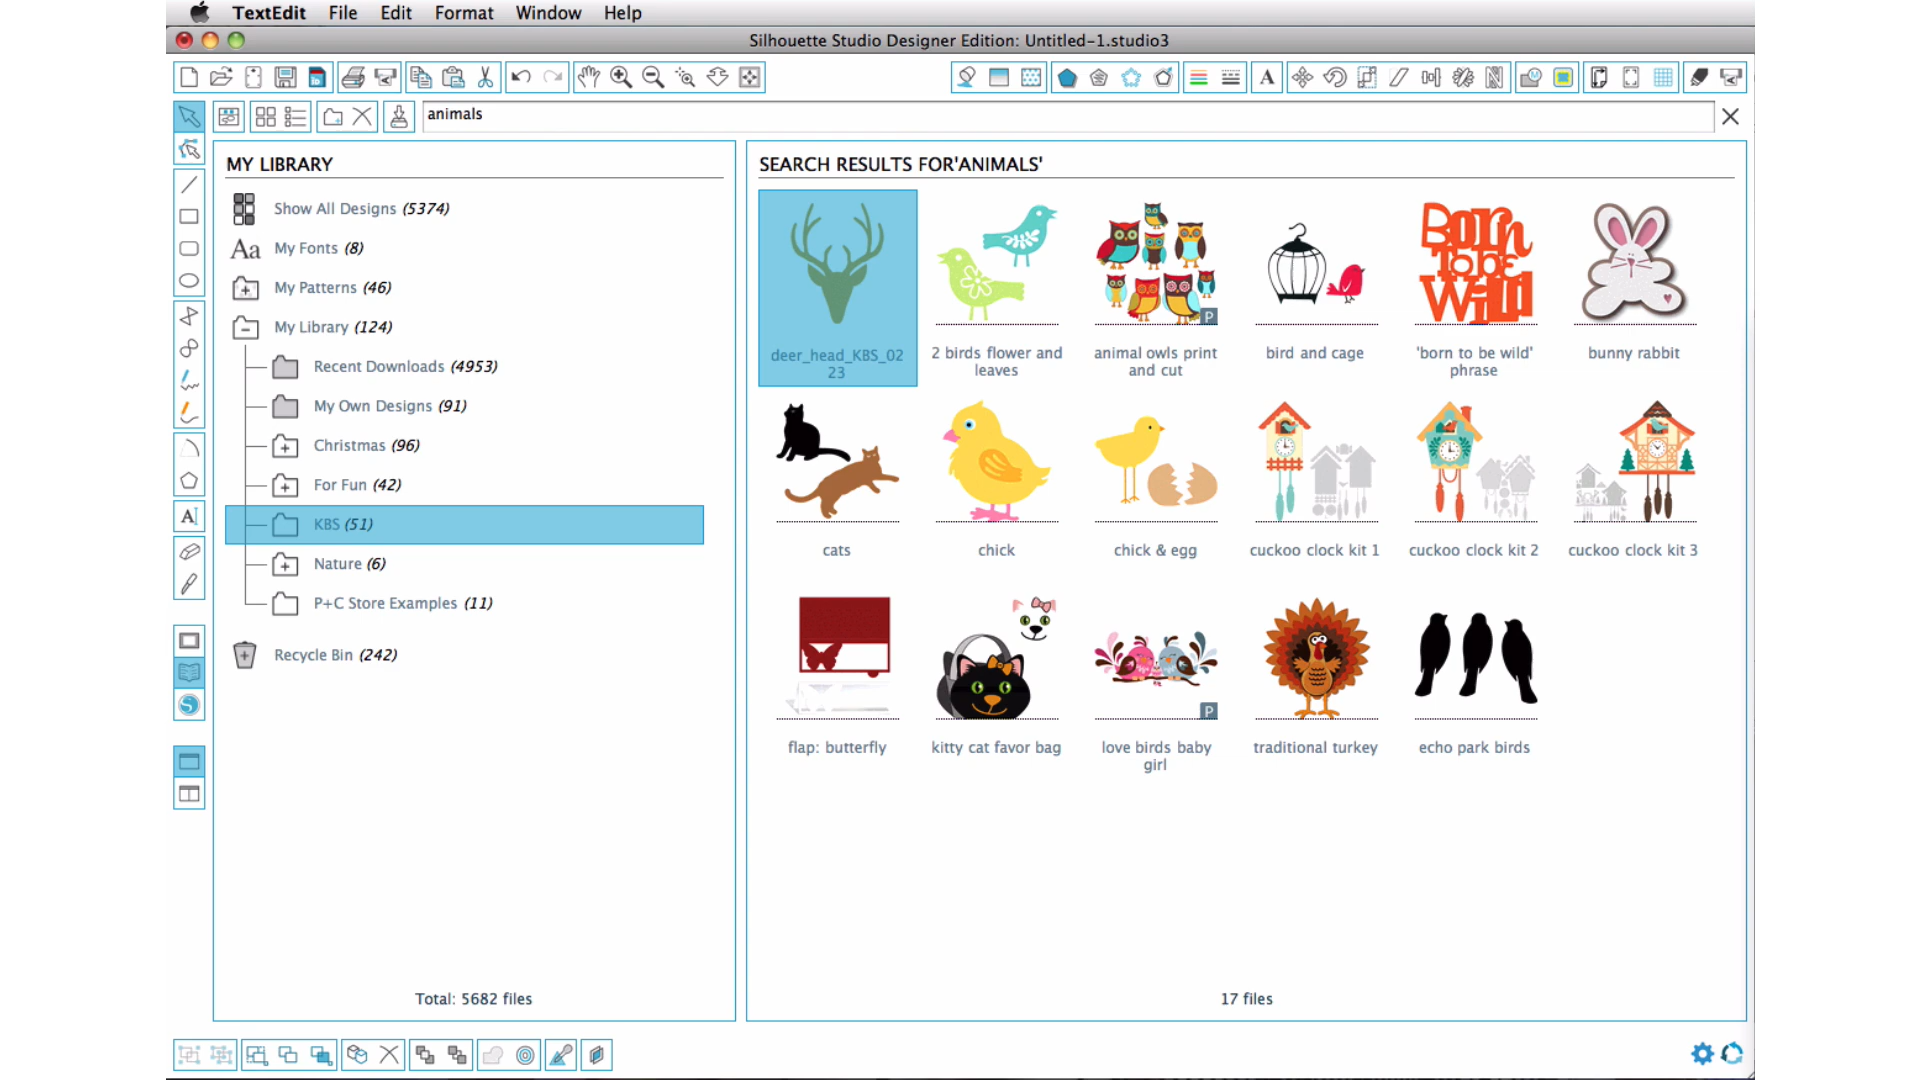 TextEdit File Edit Format Window Help
Silhouette Studio Designer Edition: Untitled-1.studio3
animals
MY LIBRARY
Show All Designs (5374)
My Fonts (8)
My Patterns (46)
My Library (124)
Recent Downloads (4953)
My Own Designs (91)
Christmas (96)
For Fun (42)
KBS (51)
Nature (6)
P+C Store Examples (11)
Recycle Bin (242)
Total: 5682 files
SEARCH RESULTS FOR'ANIMALS'
Born
To be
Wild
P
deer_head_KBS_02
23
2 birds flower and
leaves
animal owls print
and cut
bird and cage
'born to be wild'
phrase
bunny rabbit
cats
chick
chick & egg
cuckoo clock kit 1
cuckoo clock kit 2
cuckoo clock kit 3
P
flap: butterfly
kitty cat favor bag
love birds baby
girl
traditional turkey
echo park birds
17 files